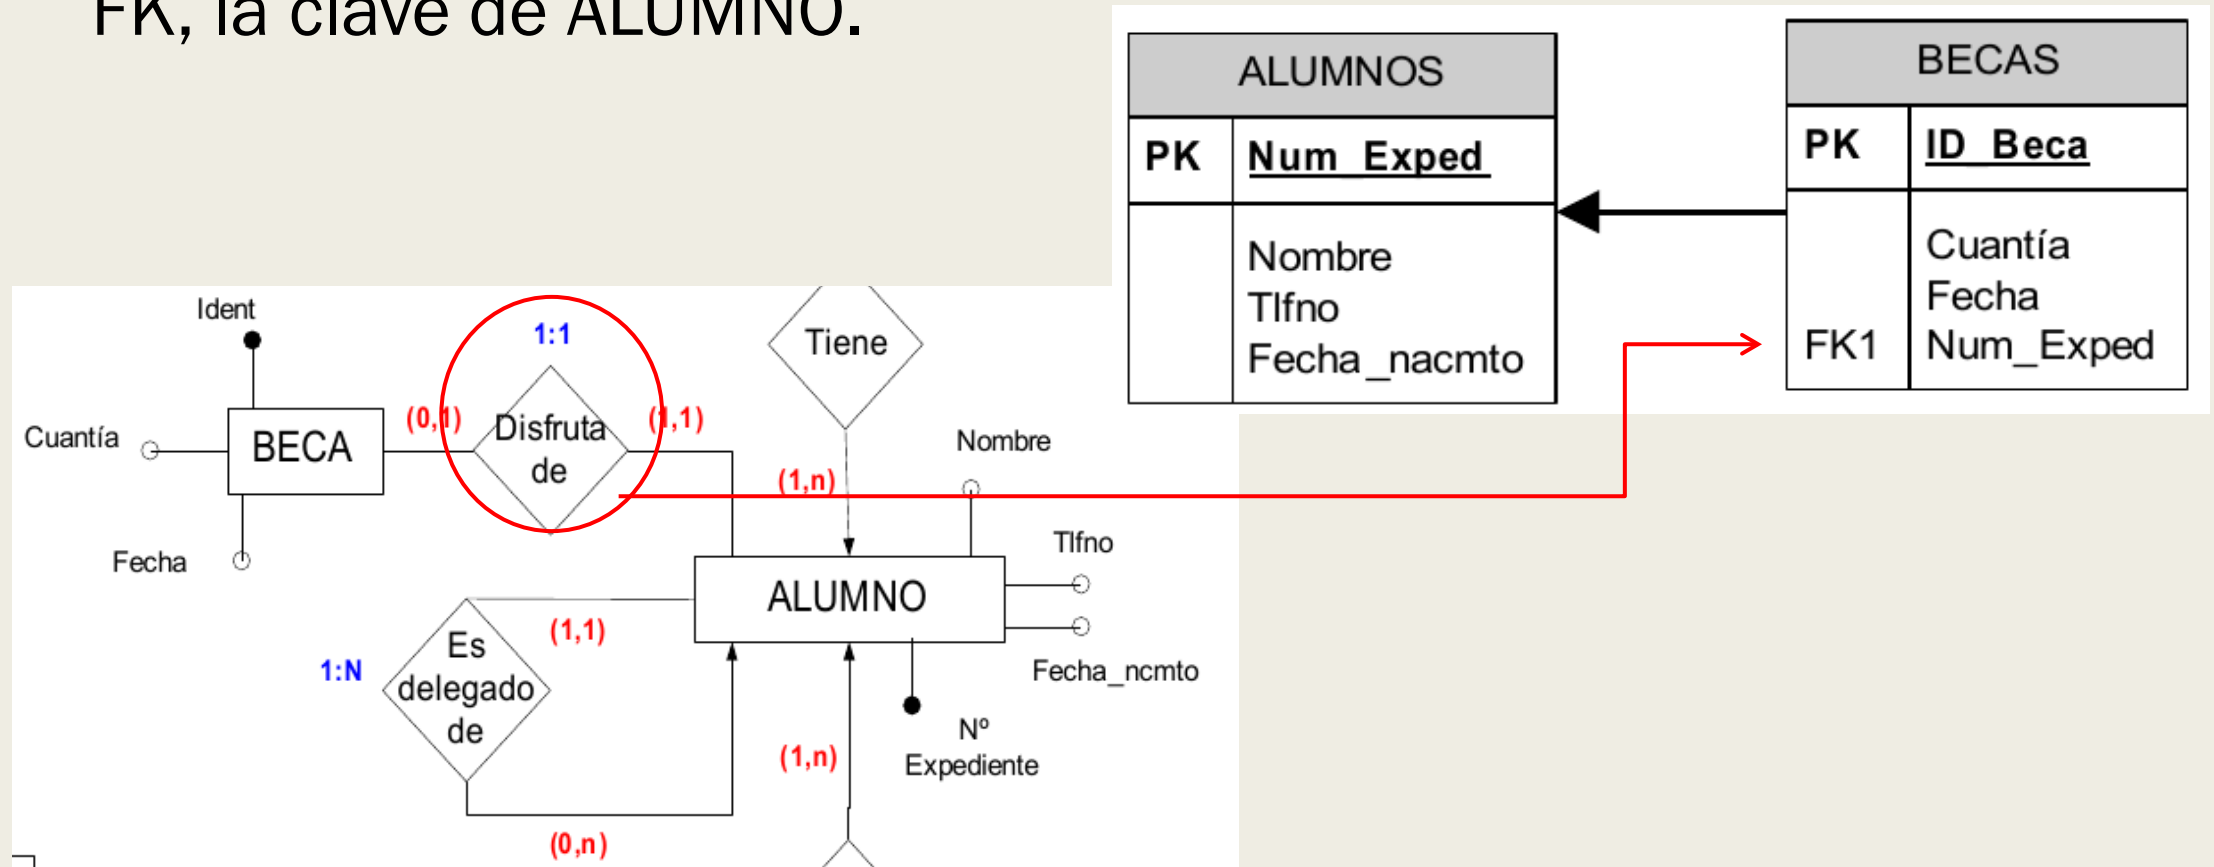 FK, la clave de ALUMNO.
ALUMNOS
PK Num_Exped
Nombre
Tlfno
Fecha_nacmto
BECAS
PK ID_Beca
Cuantía
Fecha
FK1 Num_Exped
Ident
1:1
Tiene
Cuantía
BECA
(0,1)
Disfruta
de
(1,1)
Nombre
(1,n)
Fecha
Tlfno
ALUMNO
(1,1)
Es
delegado
de
1:N
Fecha_ncmto
Nº
Expediente
(1,n)
(0,n)